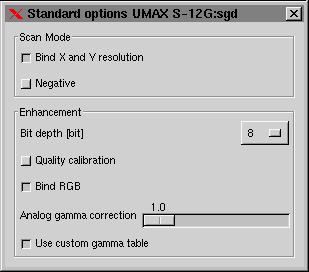 Standard options UMAX S-12G:sgd
Scan Mode
Bind X and Y resolution
Negative
Enhancement
Bit depth [bit] 8
Quality calibration
Bind RGB
1.0
Analog gamma correction
Use custom gamma table